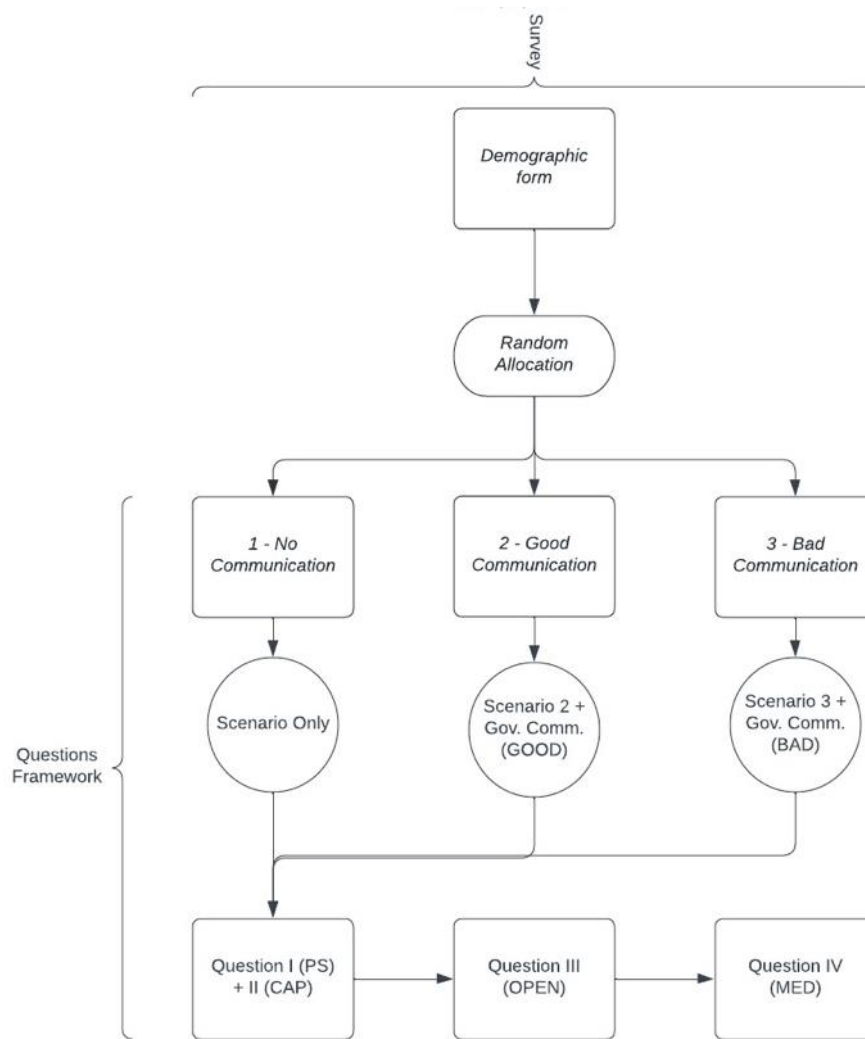 Survey
Demographic
form
Random
Allocation
1 - No
Communication
2 - Good
Communication
3 - Bad
Communication
Scenario Only
Scenario 2 +
Gov. Comm.
(GOOD)
Scenario 3 +
Gov. Comm.
(BAD)
Questions
Framework
Question I (PS)
+ II (CAP)
Question III
(OPEN)
Question IV
(MED)